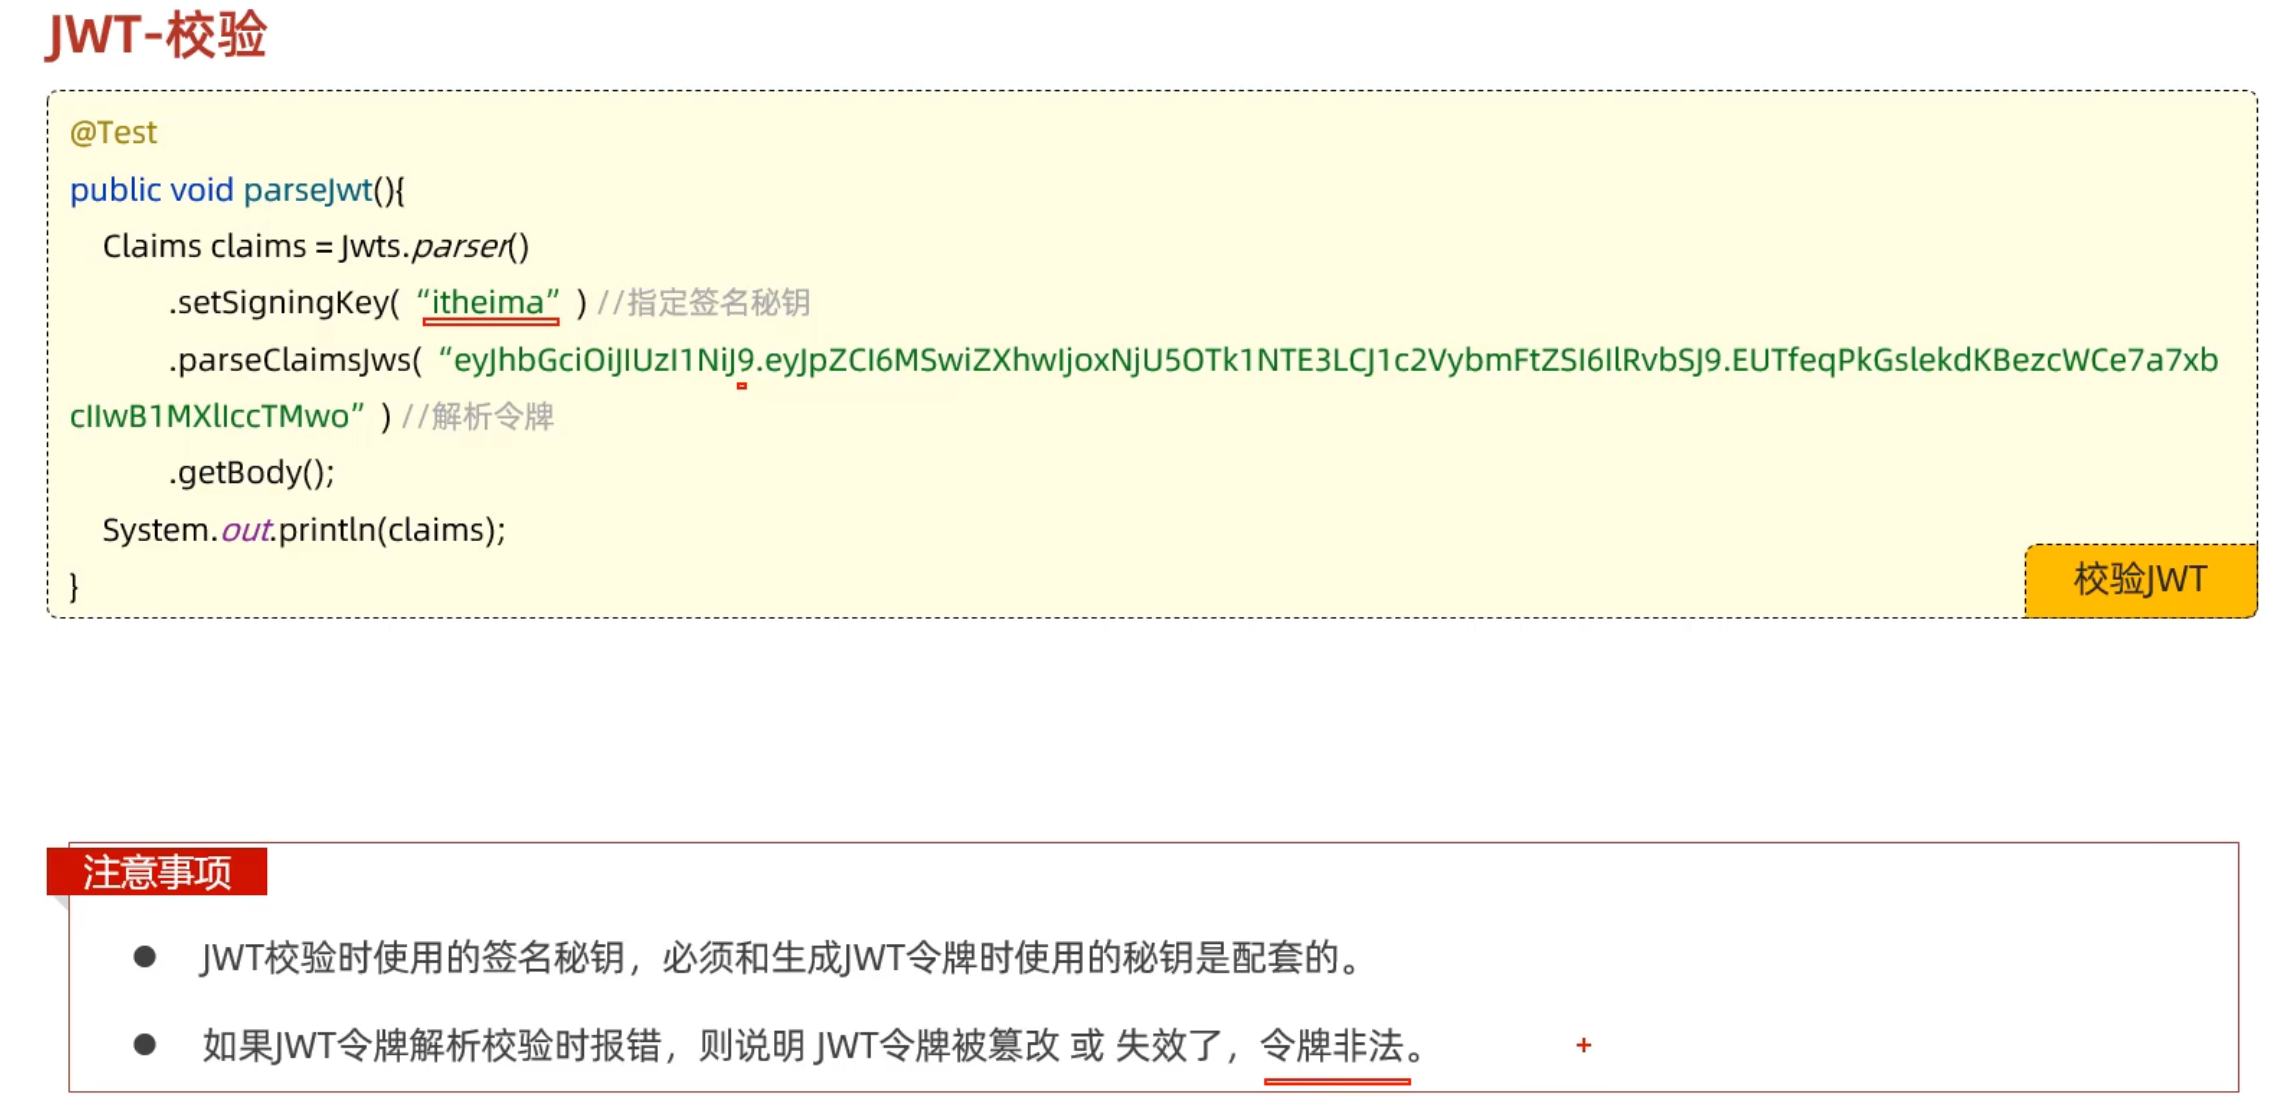 JWT-校验
@Test
public void parseJwt(){
Claims claims = Jwts.parser()
.setSigningKey( “itheima” ) //指定签名秘钥
.parseClaimsJws( “eyJhbGciOiJIUzI1NiJ9.eyJpZCI6MSwiZXhwIjoxNjU5OTk1NTE3LCJ1c2VybmFtZSI6IlRvbSJ9.EUTfeqPkGslekdKBezcWCe7a7xb
cIIwB1MXlIccTMwo” ) //解析令牌
.getBody();
System.out.println(claims);
}
校验JWT
注意事项
● JWT校验时使用的签名秘钥，必须和生成JWT令牌时使用的秘钥是配套的。
● 如果JWT令牌解析校验时报错，则说明 JWT令牌被篡改 或 失效了，令牌非法。